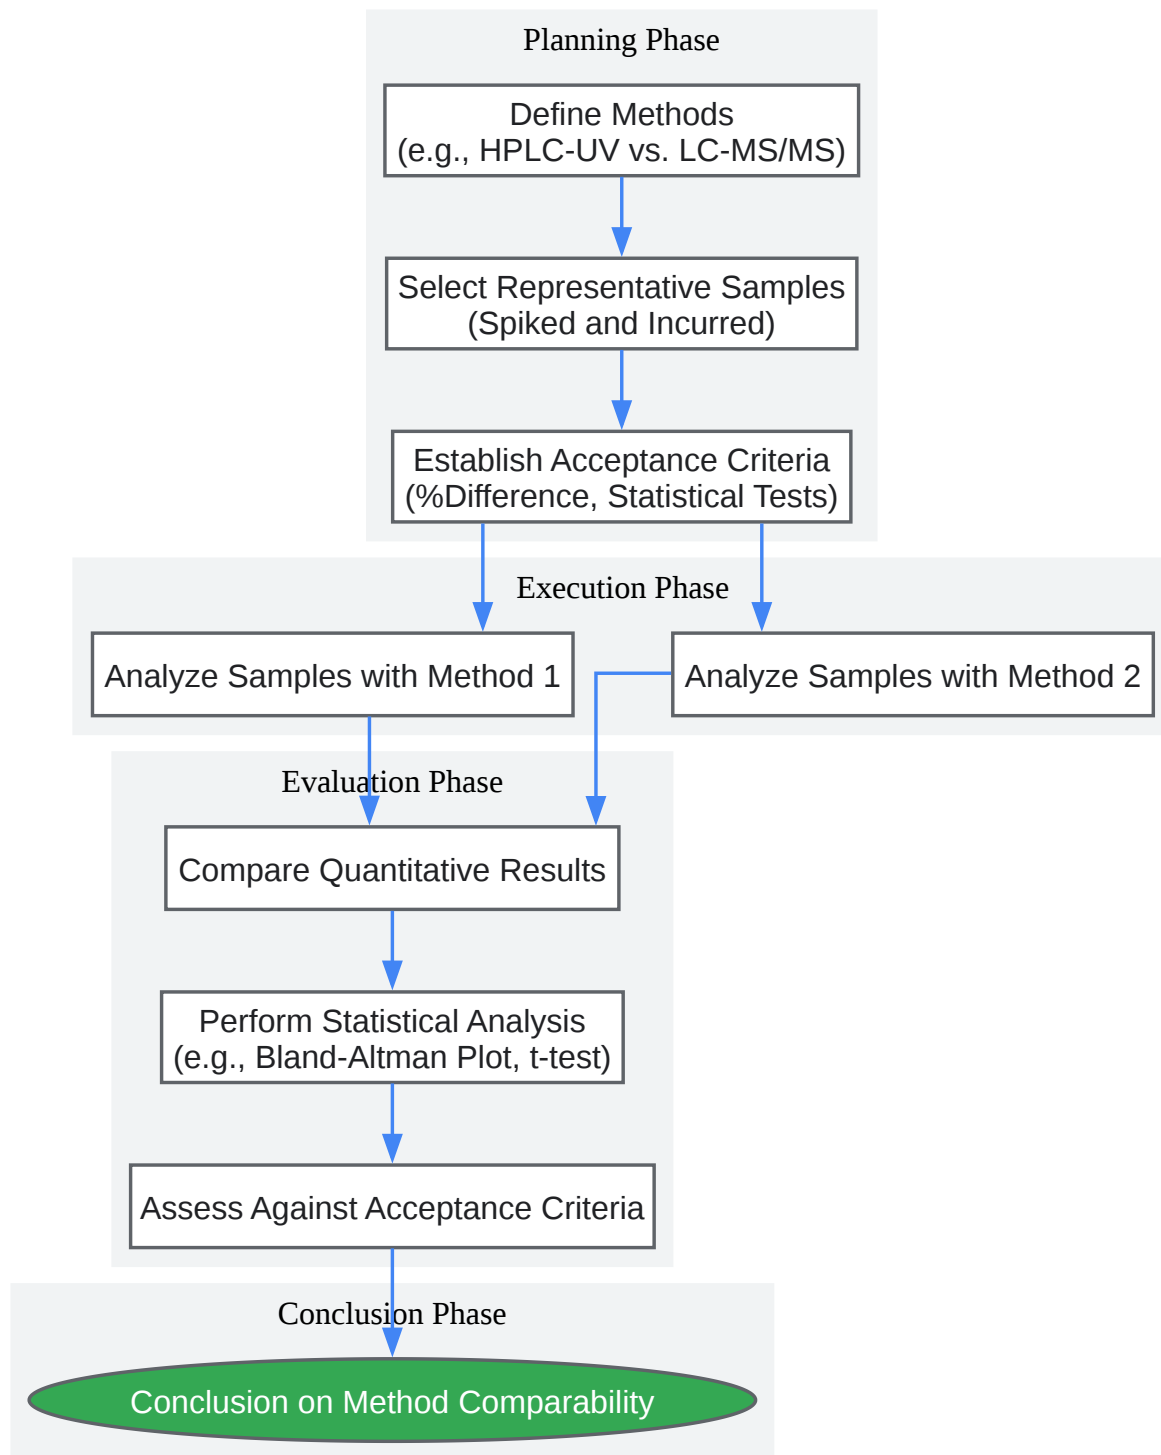 Planning Phase
Define Methods
(e.g., HPLC-UV vs. LC-MS/MS)
Select Representative Samples
(Spiked and Incurred)
Establish Acceptance Criteria
(%Difference, Statistical Tests)
Execution Phase
Analyze Samples with Method 1
Analyze Samples with Method 2
Evaluation Phase
Compare Quantitative Results
Perform Statistical Analysis
(e.g., Bland-Altman Plot, t-test)
Assess Against Acceptance Criteria
Conclusion Phase
Conclusion on Method Comparability